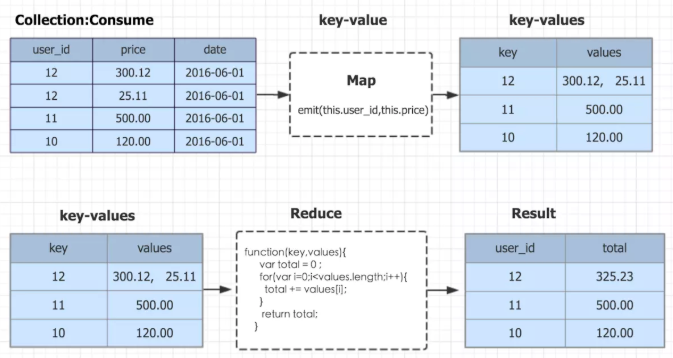 Collection:Consume
key-value
key-values
user_id price date
12 300.12 2016-06-01
12 25.11 2016-06-01
11 500.00 2016-06-01
10 120.00 2016-06-01
Map
emit(this.user_id,this.price)
key values
12 300.12, 25.11
11 500.00
10 120.00
key-values
Reduce
Result
key values
12 300.12, 25.11
11 500.00
10 120.00
function(key,values){
var total = 0 ;
for(var i=0;i<values.length;i++){
total += values[i];
}
return total;
}
user_id total
12 325.23
11 500.00
10 120.00